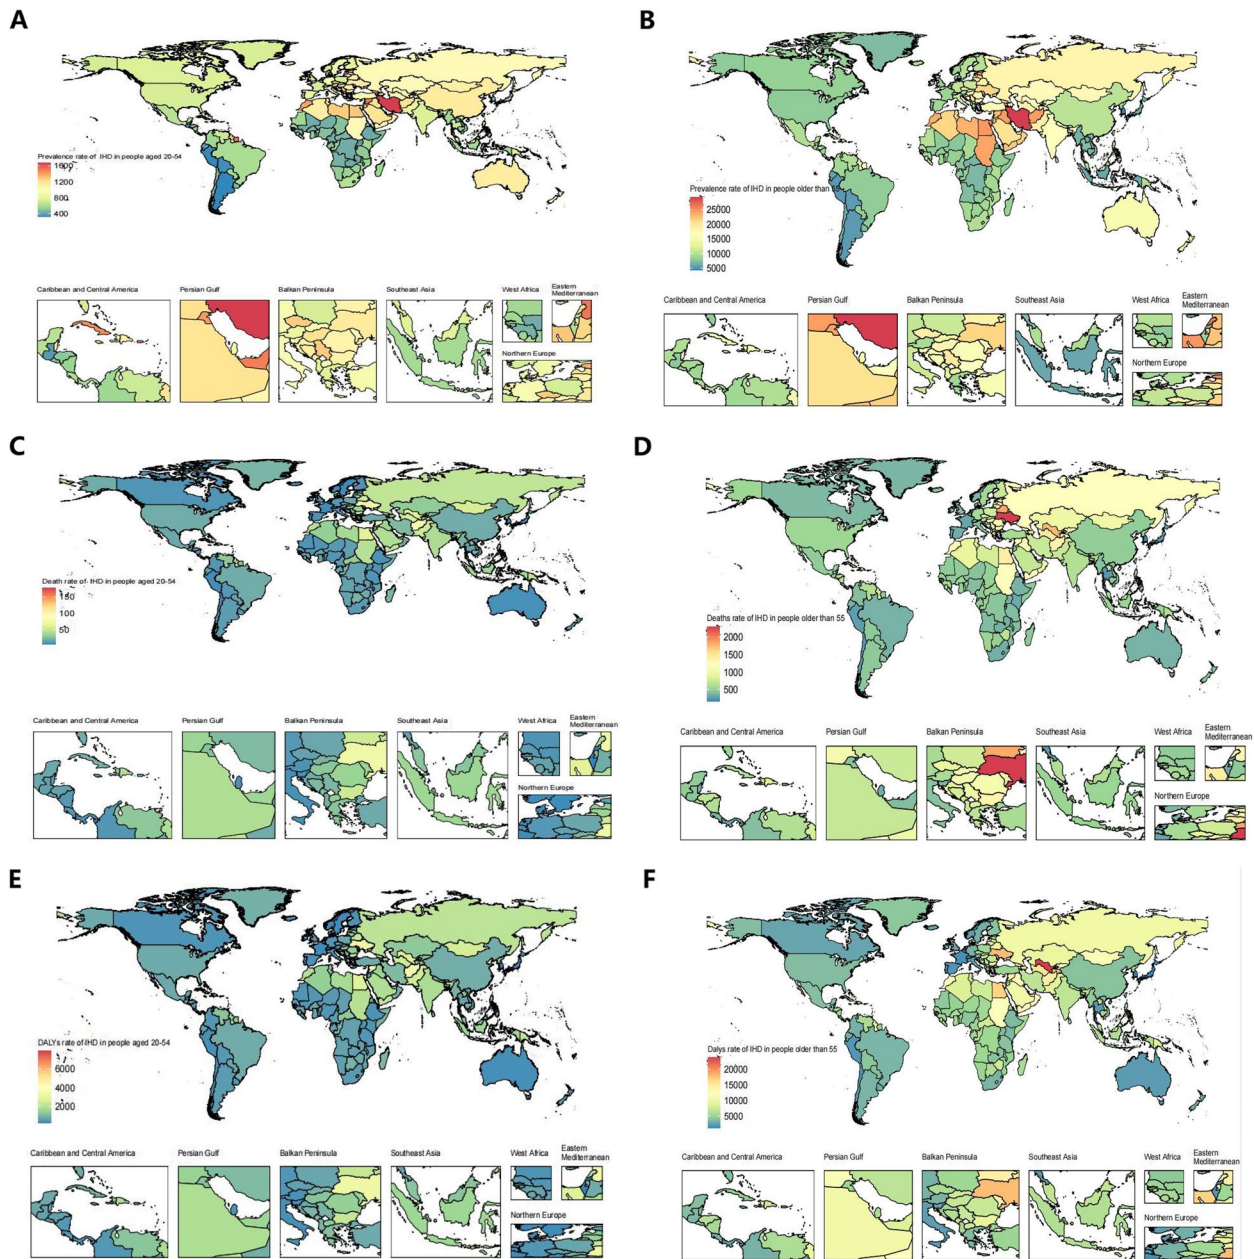 A
Prevalence rate of IHD in people aged 20-54
1600
1200
800
400
Caribbean and Central America
Persian Gulf
Balkan Peninsula
Southeast Asia
West Africa
Eastern
Mediterranean
Northern Europe
B
Prevalence rate of IHD in people older than 55
25000
20000
15000
10000
5000
Caribbean and Central America
Persian Gulf
Balkan Peninsula
Southeast Asia
West Africa
Eastern
Mediterranean
Northern Europe
C
Death rate of IHD in people aged 20-54
150
100
50
Caribbean and Central America
Persian Gulf
Balkan Peninsula
Southeast Asia
West Africa
Eastern
Mediterranean
Northern Europe
D
Deaths rate of IHD in people older than 55
2000
1500
1000
500
Caribbean and Central America
Persian Gulf
Balkan Peninsula
Southeast Asia
West Africa
Eastern
Mediterranean
Northern Europe
E
DALYs rate of IHD in people aged 20-54
6000
4000
2000
Caribbean and Central America
Persian Gulf
Balkan Peninsula
Southeast Asia
West Africa
Eastern
Mediterranean
Northern Europe
F
Dalys rate of IHD in people older than 55
20000
15000
10000
5000
Caribbean and Central America
Persian Gulf
Balkan Peninsula
Southeast Asia
West Africa
Eastern
Mediterranean
Northern Europe